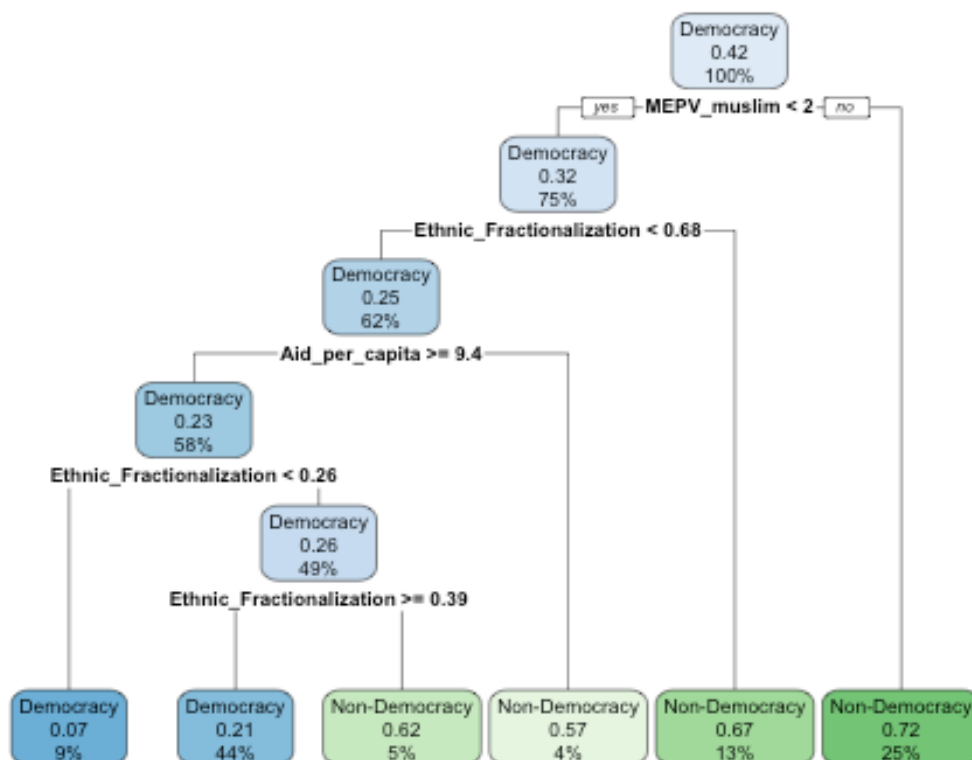 Democracy
0.42
100%
yes MEPV_muslim < 2 no
Democracy
0.32
75%
Ethnic_Fractionalization < 0.68
Democracy
0.25
62%
Aid_per_capita >= 9.4
Democracy
0.23
58%
Ethnic_Fractionalization < 0.26
Democracy
0.26
49%
Ethnic_Fractionalization >= 0.39
Democracy
0.07
9%
Democracy
0.21
44%
Non-Democracy
0.62
5%
Non-Democracy
0.57
4%
Non-Democracy
0.67
13%
Non-Democracy
0.72
25%